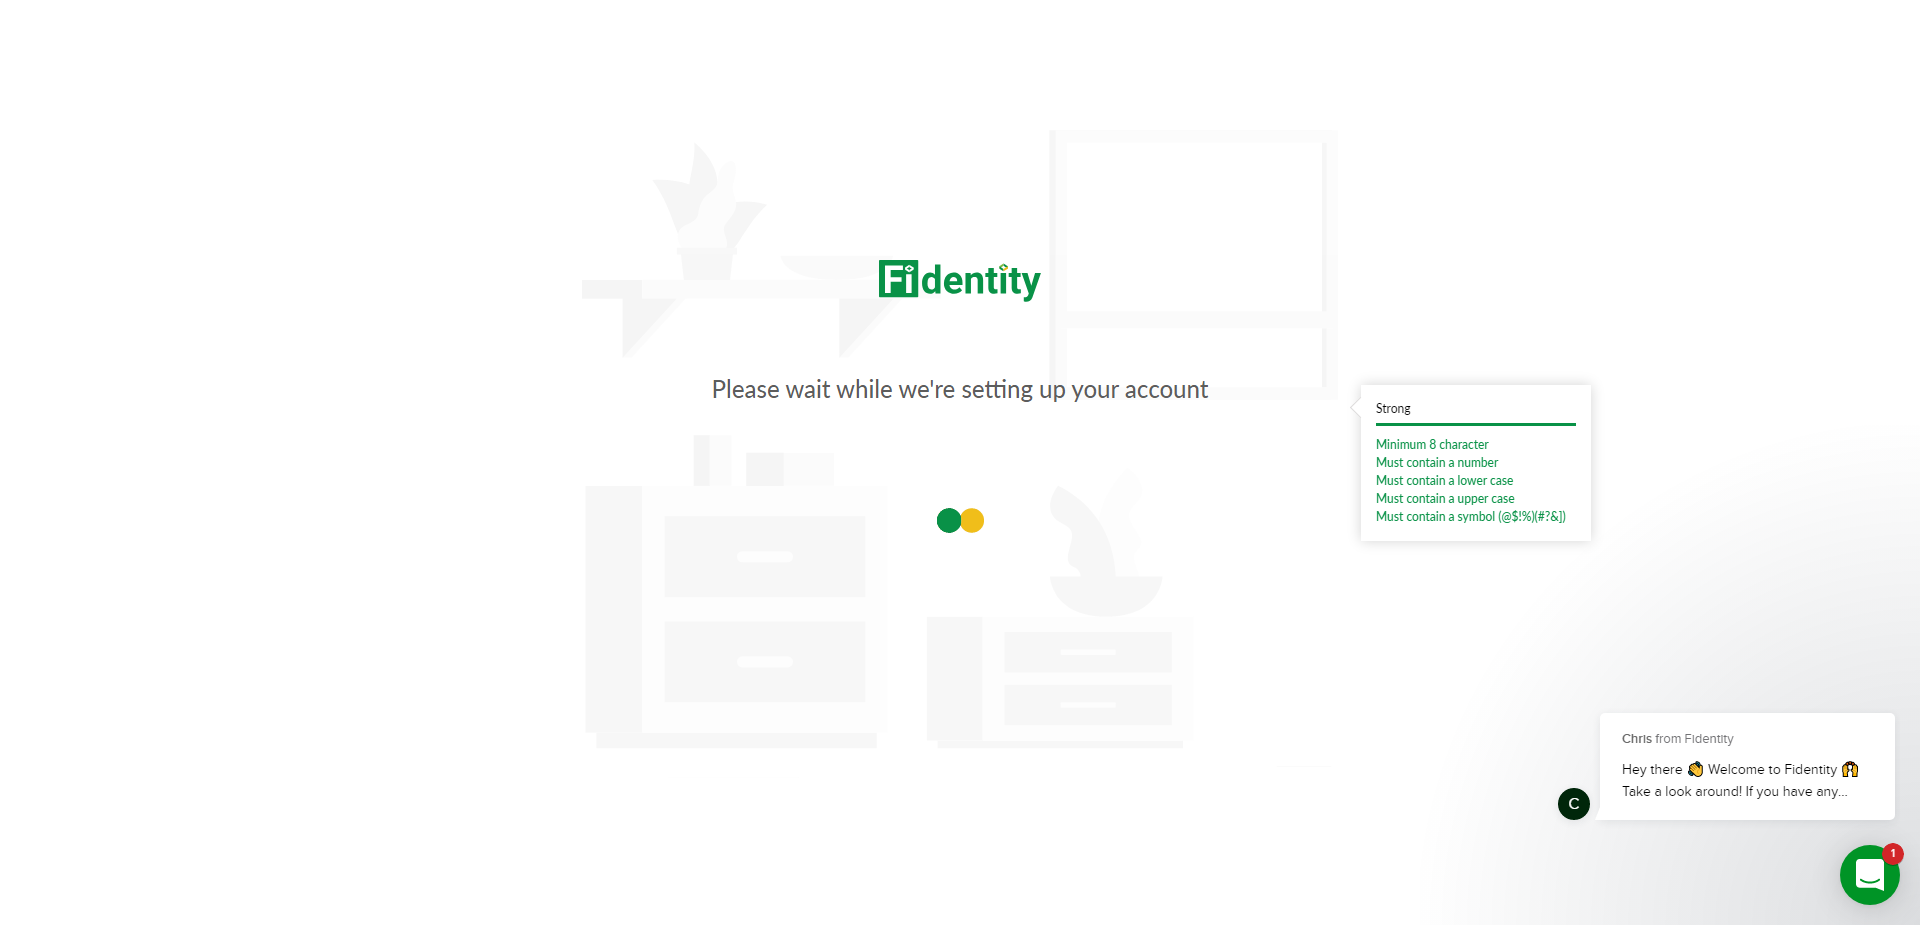 Fidentity
Please wait while we're setting up your account
Strong
Minimum 8 character
Must contain a number
Must contain a lower case
Must contain a upper case
Must contain a symbol (@$!%)(#?&])
Chris from Fidentity
Hey there 👋 Welcome to Fidentity 🙌
Take a look around! If you have any...
C
1